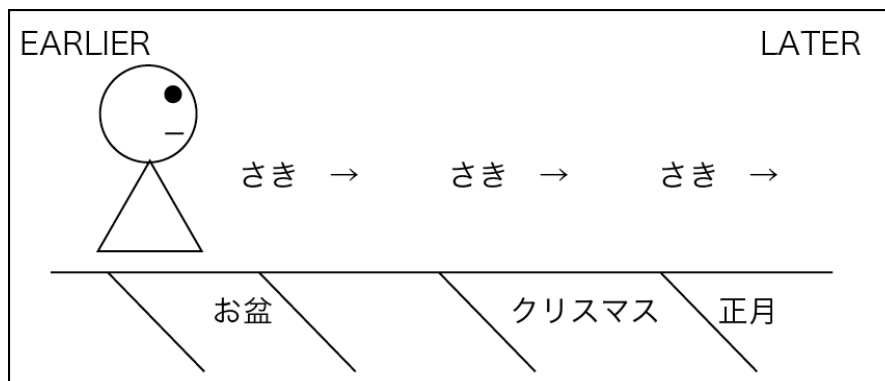 EARLIER LATER
さき → さき → さき →
お盆 クリスマス 正月